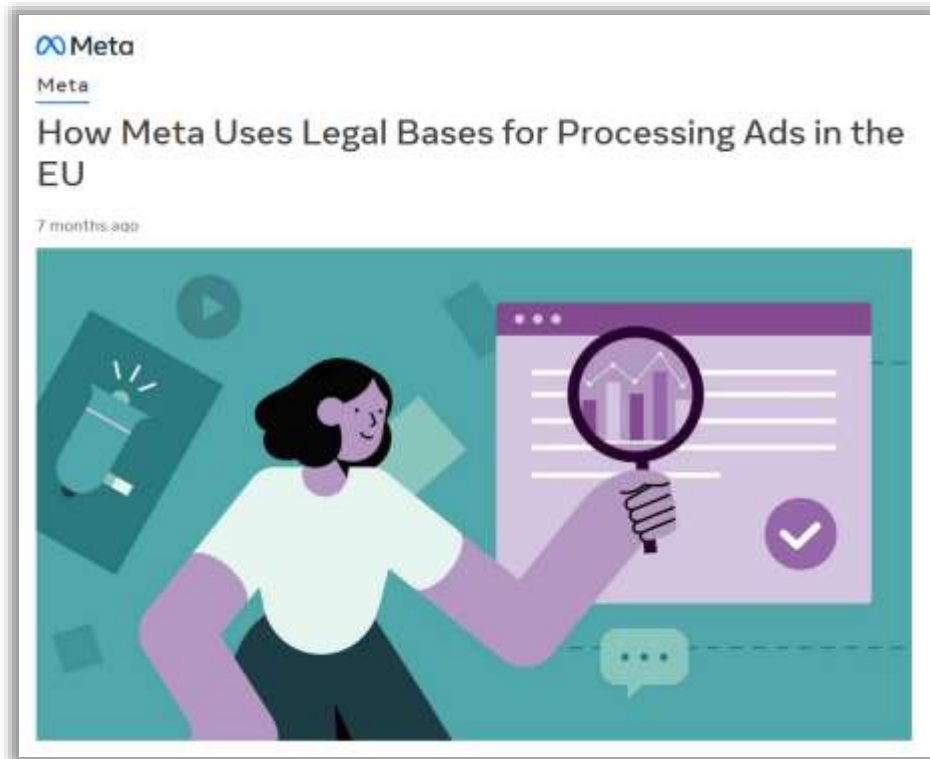 Meta
Meta
How Meta Uses Legal Bases for Processing Ads in the
EU
7 months ago